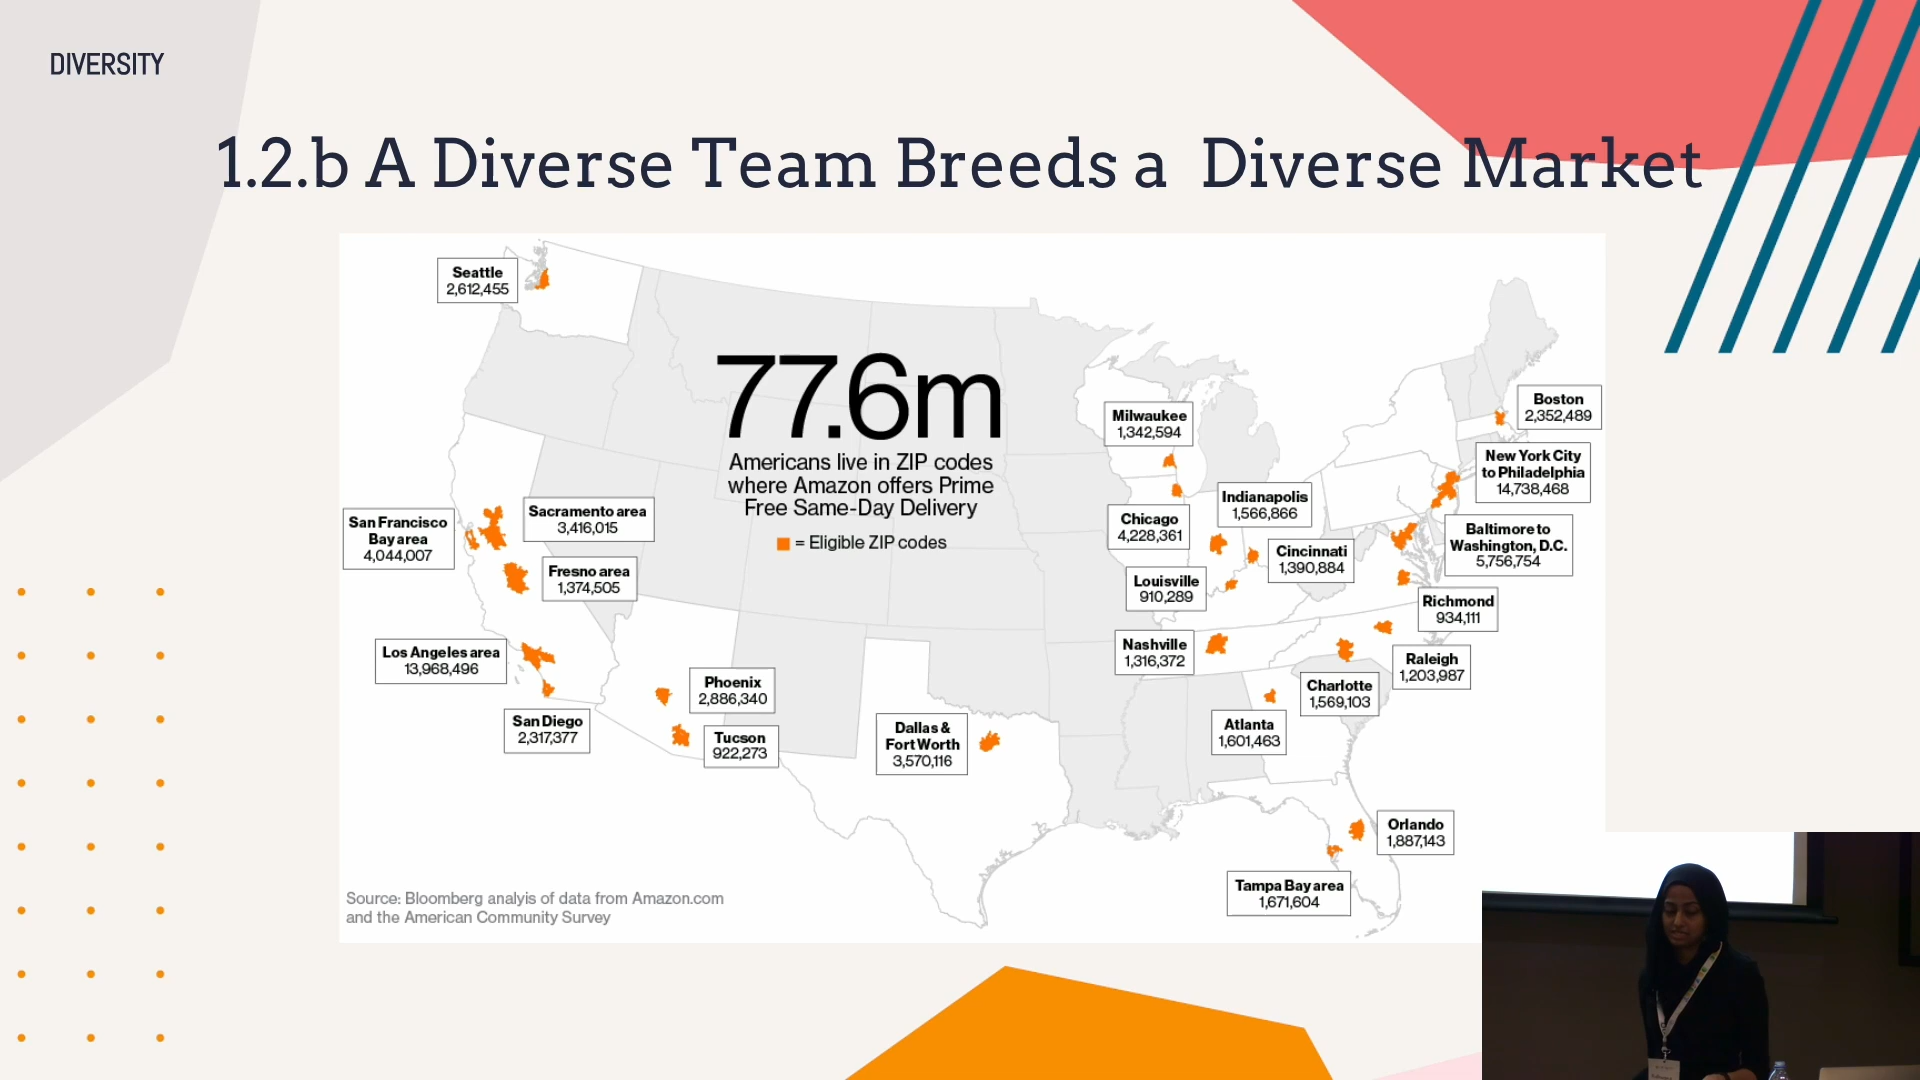 DIVERSITY
1.2.b A Diverse Team Breeds a Diverse Market
Seattle
2,612,455
77.6m
Americans live in ZIP codes
where Amazon offers Prime
Free Same-Day Delivery
= Eligible ZIP codes
San Francisco
Bay area
4,044,007
Sacramento area
3,416,015
Fresno area
1,374,505
Los Angeles area
13,968,496
San Diego
2,317,377
Phoenix
2,886,340
Tucson
922,273
Dallas &
Fort Worth
3,570,116
Milwaukee
1,342,594
Chicago
4,228,361
Indianapolis
1,566,866
Cincinnati
1,390,884
Louisville
910,289
Nashville
1,316,372
Boston
2,352,489
New York City
to Philadelphia
14,738,468
Baltimore to
Washington, D.C.
5,756,754
Richmond
934,111
Raleigh
1,203,987
Charlotte
1,569,103
Atlanta
1,601,463
Orlando
1,887,143
Tampa Bay area
1,671,604
Source: Bloomberg analyis of data from Amazon.com
and the American Community Survey